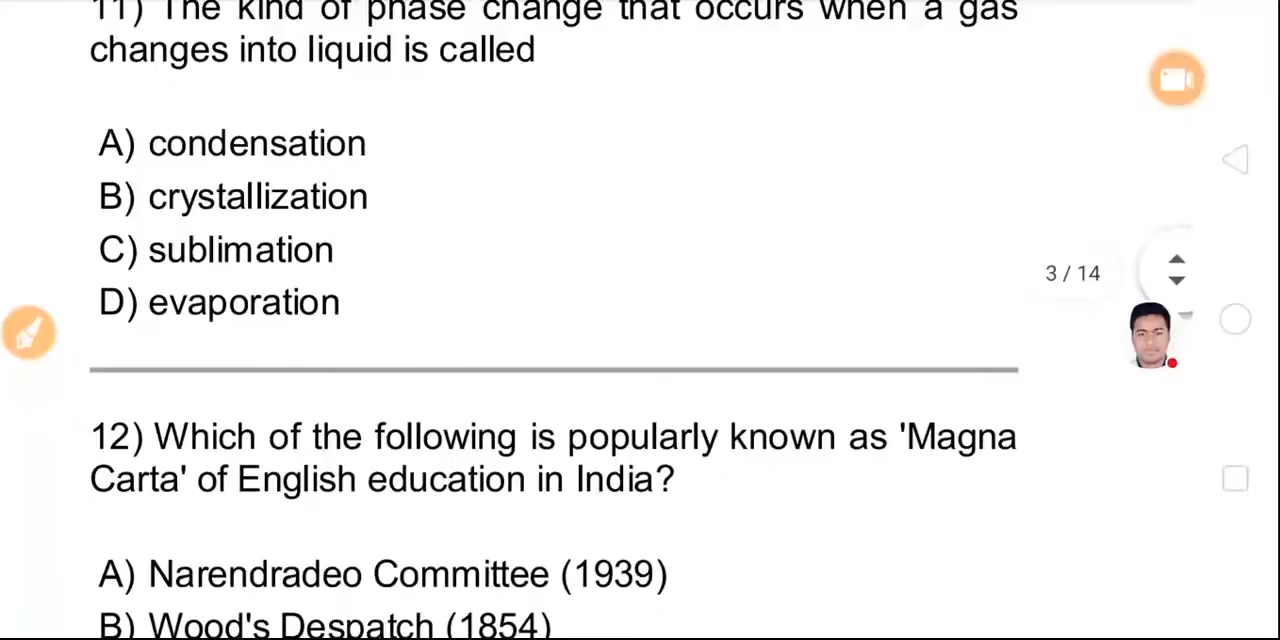 11) The kind of phase change that occurs when a gas
changes into liquid is called
A) condensation
B) crystallization
C) sublimation
D) evaporation
3 / 14
12) Which of the following is popularly known as 'Magna
Carta' of English education in India?
A) Narendradeo Committee (1939)
B) Wood's Despatch (1854)